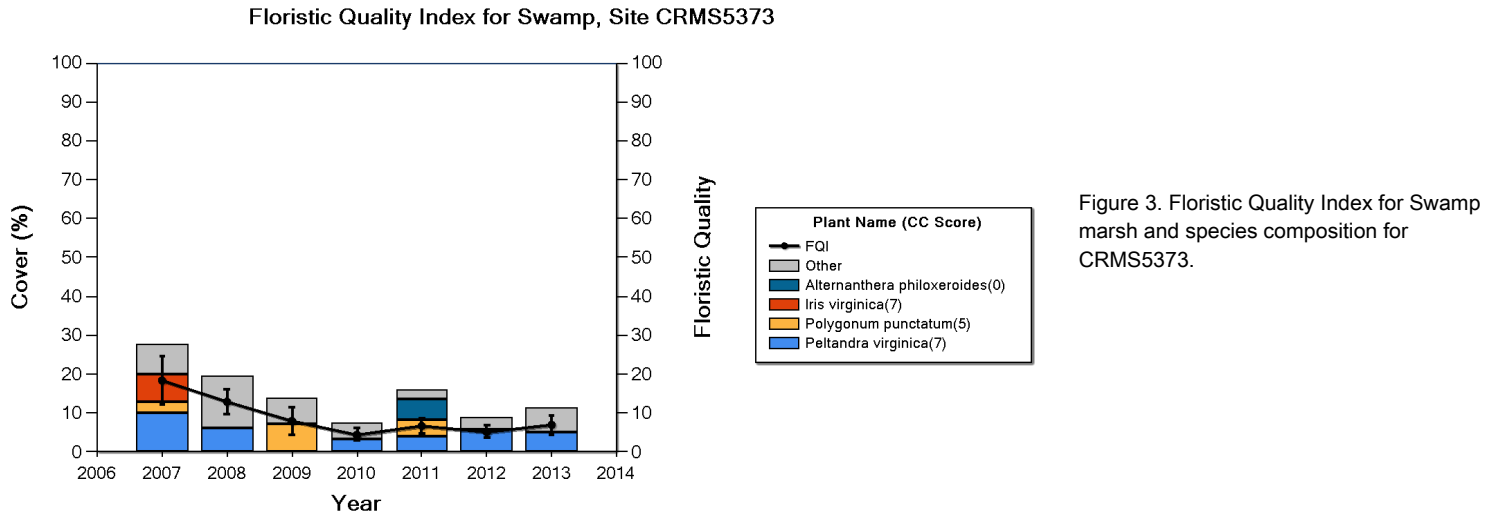 Floristic Quality Index for Swamp, Site CRMS5373
Cover (%)
100
90
80
70
60
50
40
30
20
10
0
2006 2007 2008 2009 2010 2011 2012 2013 2014
Year
100
90
80
70
60
50
40
30
20
10
0
Floristic Quality
Plant Name (CC Score)
FQI
Other
Alternanthera philoxeroides(0)
Iris virginica(7)
Polygonum punctatum(5)
Peltandra virginica(7)
Figure 3. Floristic Quality Index for Swamp
marsh and species composition for
CRMS5373.